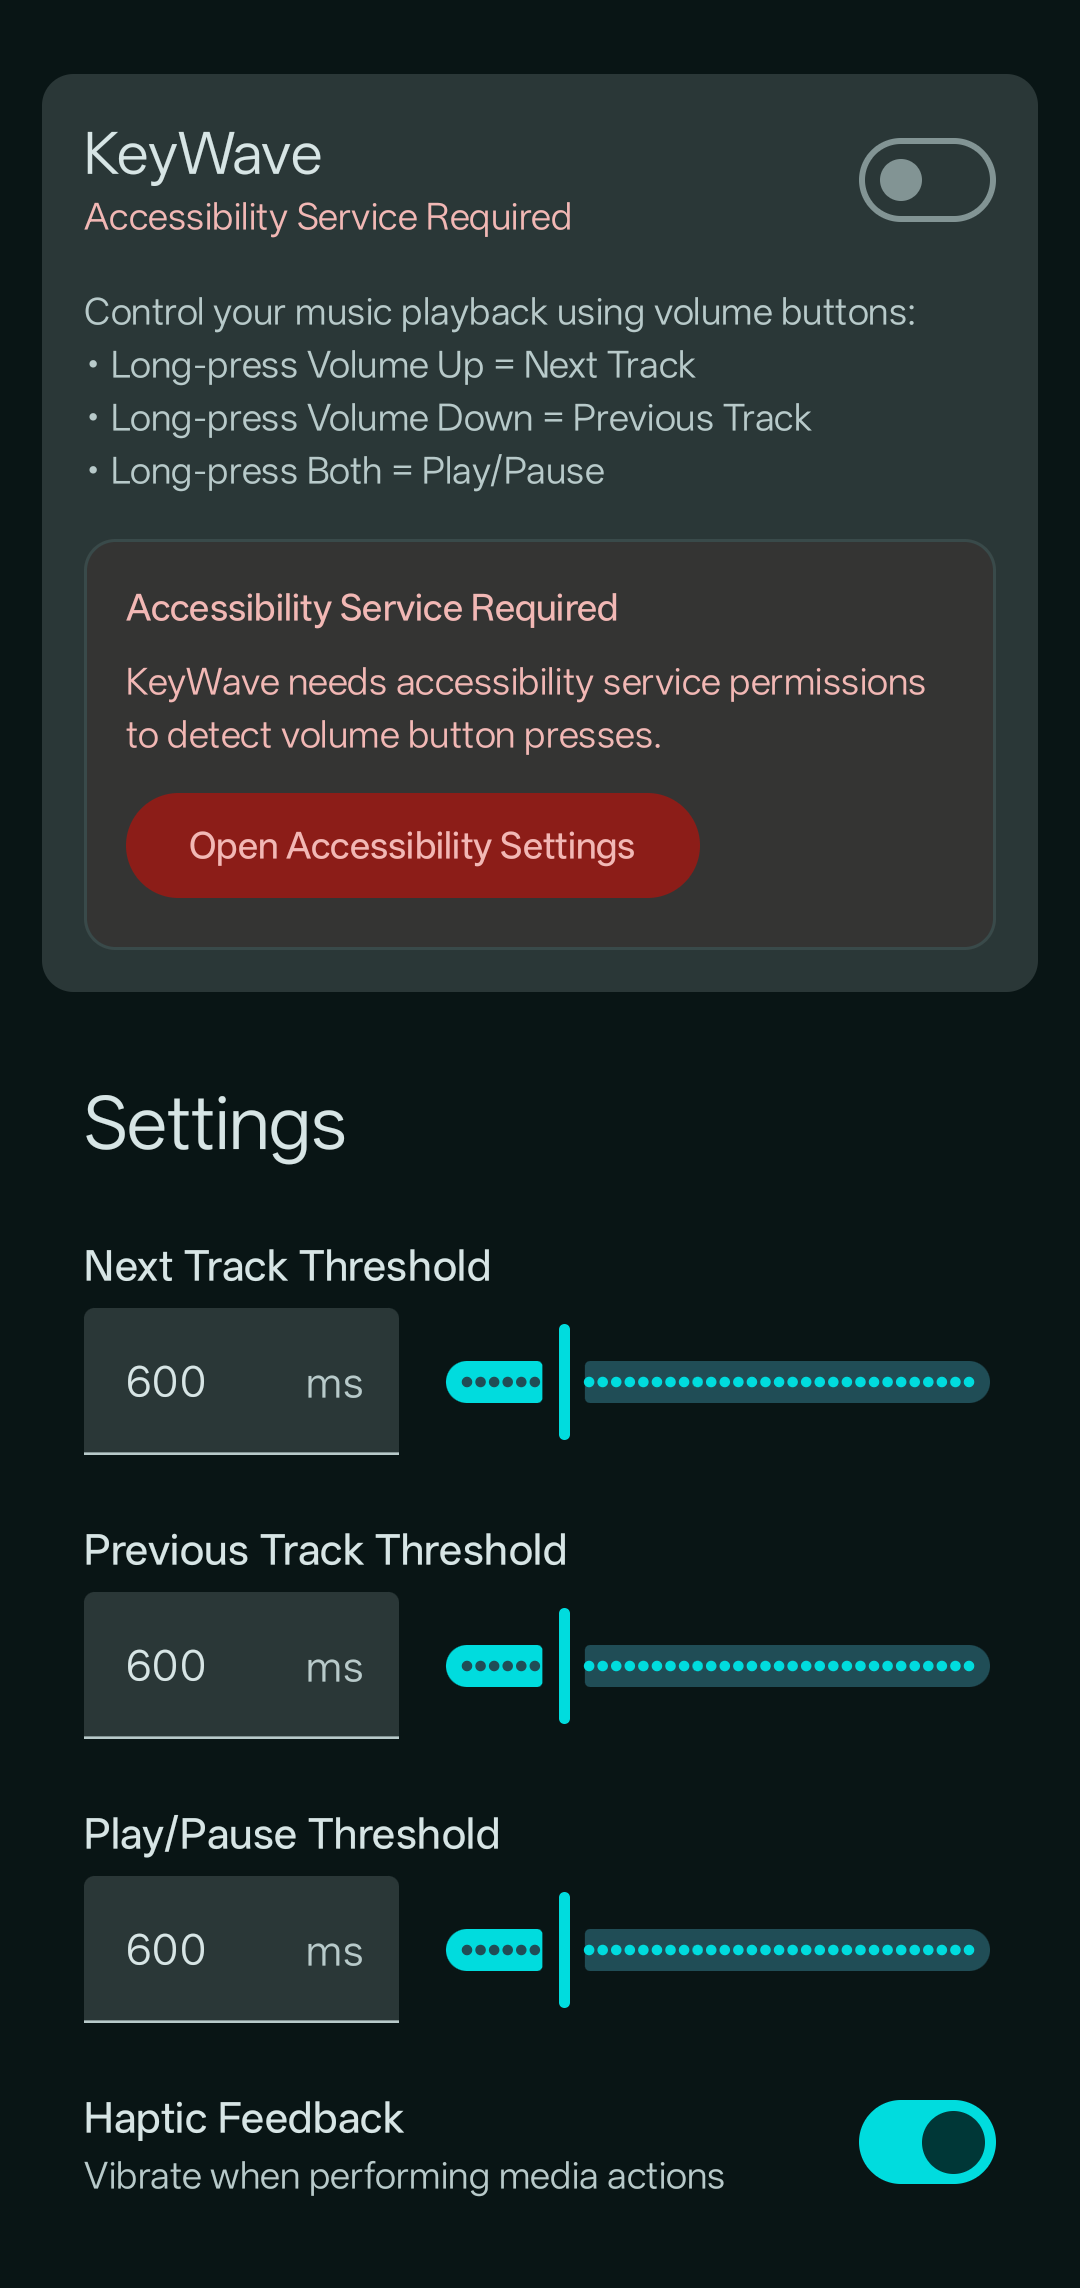 KeyWave
Accessibility Service Required
Control your music playback using volume buttons:
• Long-press Volume Up = Next Track
• Long-press Volume Down = Previous Track
• Long-press Both = Play/Pause
Accessibility Service Required
KeyWave needs accessibility service permissions
to detect volume button presses.
Open Accessibility Settings
Settings
Next Track Threshold
600 ms
Previous Track Threshold
600 ms
Play/Pause Threshold
600 ms
Haptic Feedback
Vibrate when performing media actions